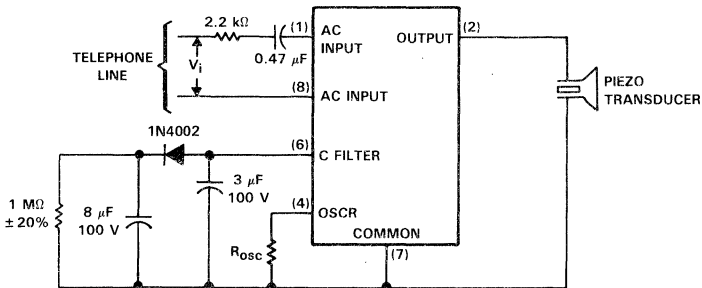 2.2 kΩ
(1)
AC
INPUT
OUTPUT
(2)
TELEPHONE
LINE
Vi
0.47 μF
(8)
AC INPUT
PIEZO
TRANSDUCER
1N4002
(6)
C FILTER
1 MΩ
±20%
8 μF
100 V
3 μF
100 V
(4)
OSCR
Rosc
COMMON
(7)